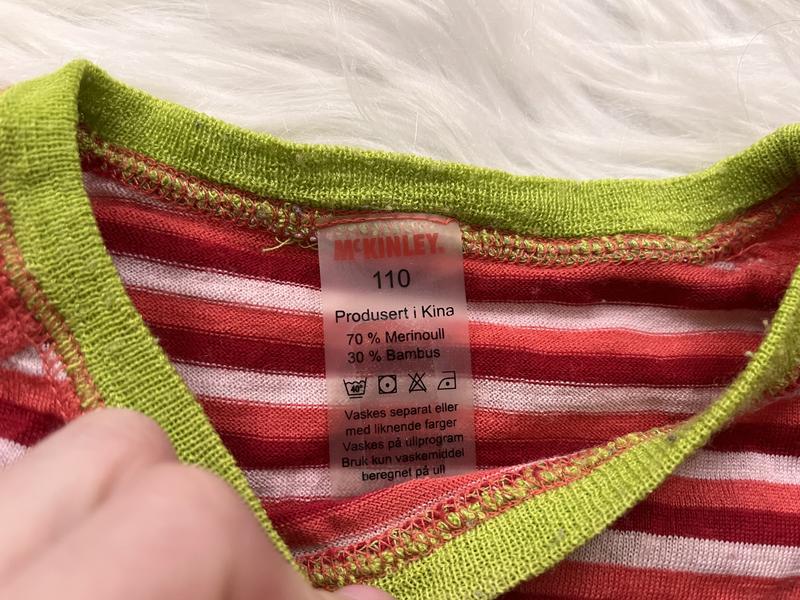 McKINLEY.
110
Produsert i Kina
70 % Merinoull
30 % Bambus
40°
Vaskes separat eller
med liknende farger
Vaskes på ullprogram
Bruk kun vaskemiddel
beregnet på ull